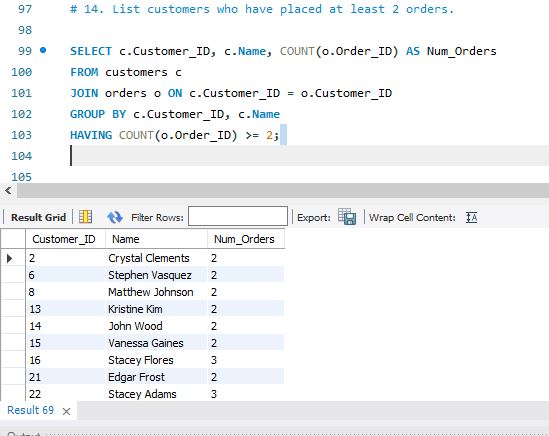 97 # 14. List customers who have placed at least 2 orders.
98
99 SELECT c.Customer_ID, c.Name, COUNT(o.Order_ID) AS Num_Orders
100 FROM customers c
101 JOIN orders o ON c.Customer_ID = o.Customer_ID
102 GROUP BY c.Customer_ID, c.Name
103 HAVING COUNT(o.Order_ID) >= 2;
104
105
Result Grid Filter Rows: Export: Wrap Cell Content:
Customer_ID Name Num_Orders
2 Crystal Clements 2
6 Stephen Vasquez 2
8 Matthew Johnson 2
13 Kristine Kim 2
14 John Wood 2
15 Vanessa Gaines 2
16 Stacey Flores 3
21 Edgar Frost 2
22 Stacey Adams 3
Result 69
Output